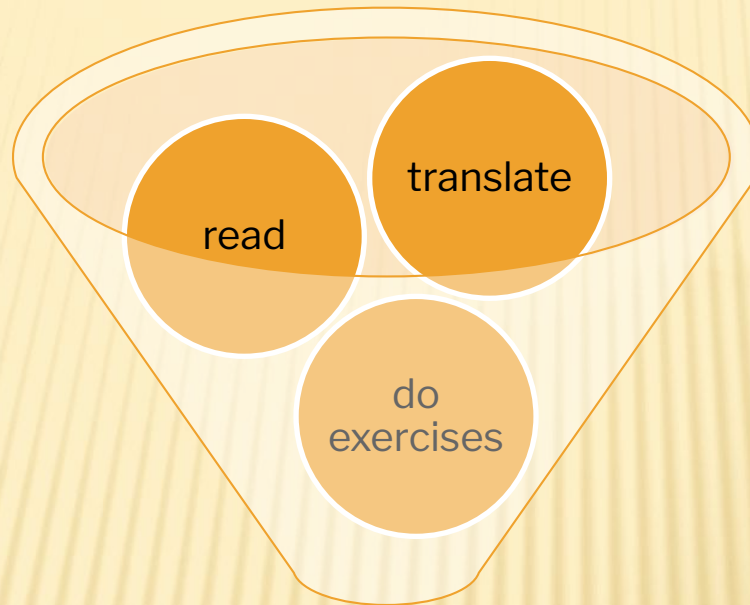 translate
read
do
exercises